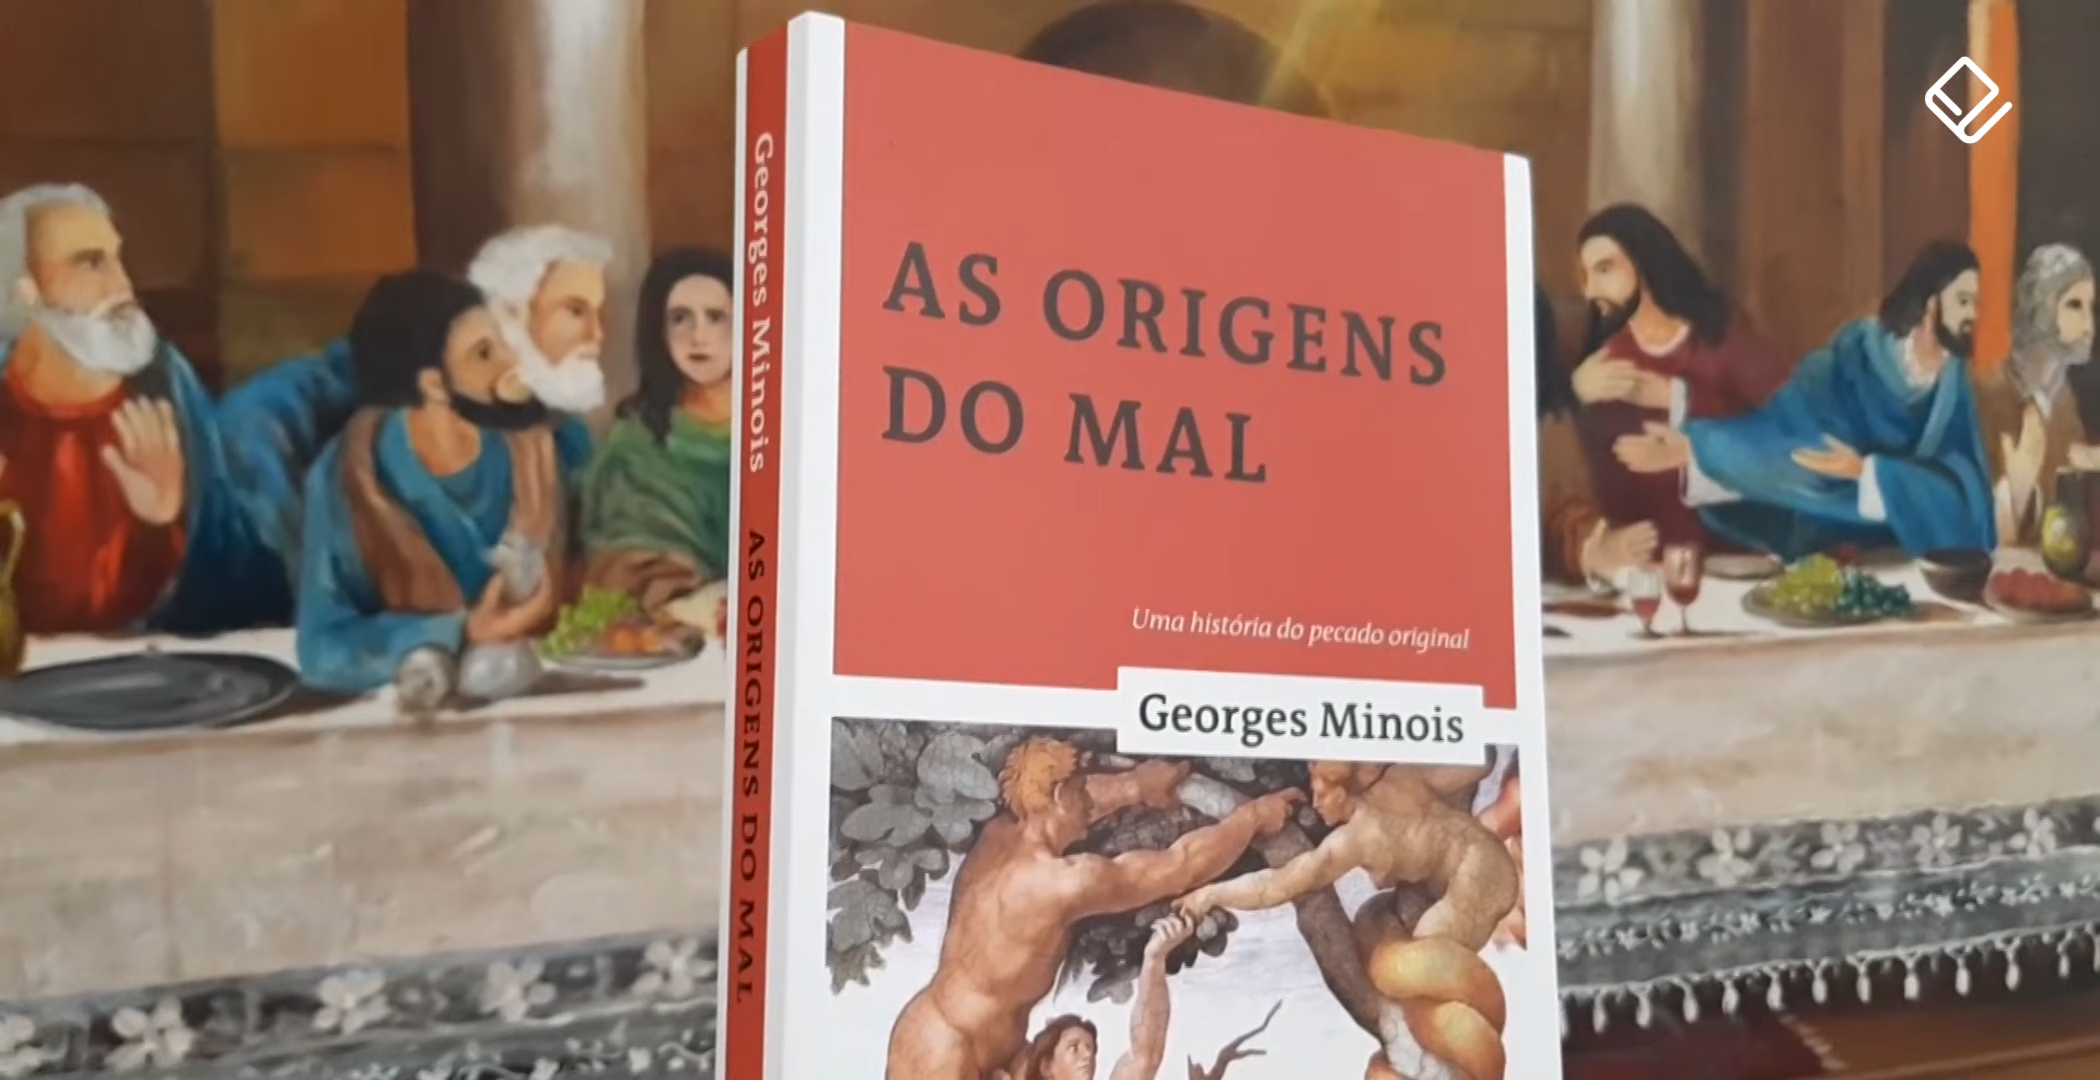 Georges Minois AS ORIGENS DO MAL
AS ORIGENS
DO MAL
Uma história do pecado original
Georges Minois